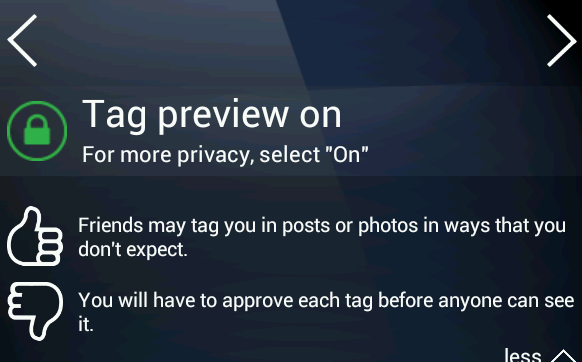 Tag preview on
For more privacy, select "On"
Friends may tag you in posts or photos in ways that you
don't expect.
You will have to approve each tag before anyone can see
it.
less